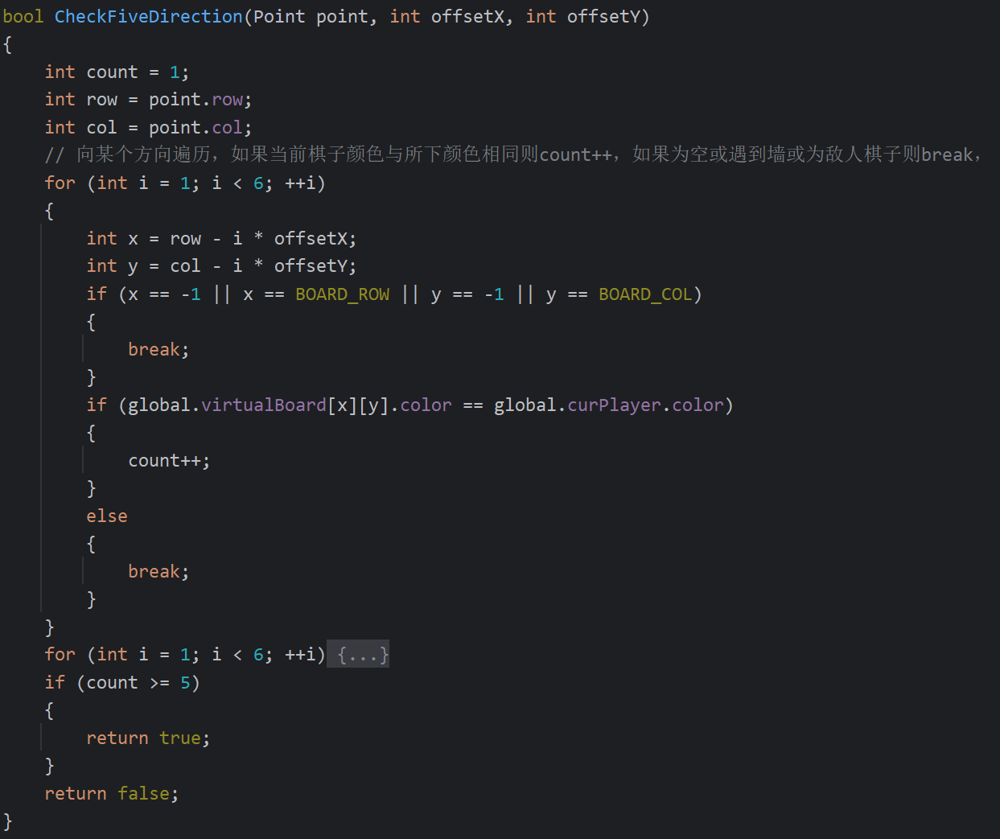 bool CheckFiveDirection(Point point, int offsetX, int offsetY)
{
    int count = 1;
    int row = point.row;
    int col = point.col;
    // 向某个方向遍历，如果当前棋子颜色与所下颜色相同则count++，如果为空或遇到墙或为敌人棋子则break，
    for (int i = 1; i < 6; ++i)
    {
        int x = row - i * offsetX;
        int y = col - i * offsetY;
        if (x == -1 || x == BOARD_ROW || y == -1 || y == BOARD_COL)
        {
            break;
        }
        if (global.virtualBoard[x][y].color == global.curPlayer.color)
        {
            count++;
        }
        else
        {
            break;
        }
    }
    for (int i = 1; i < 6; ++i) {...}
    if (count >= 5)
    {
        return true;
    }
    return false;
}